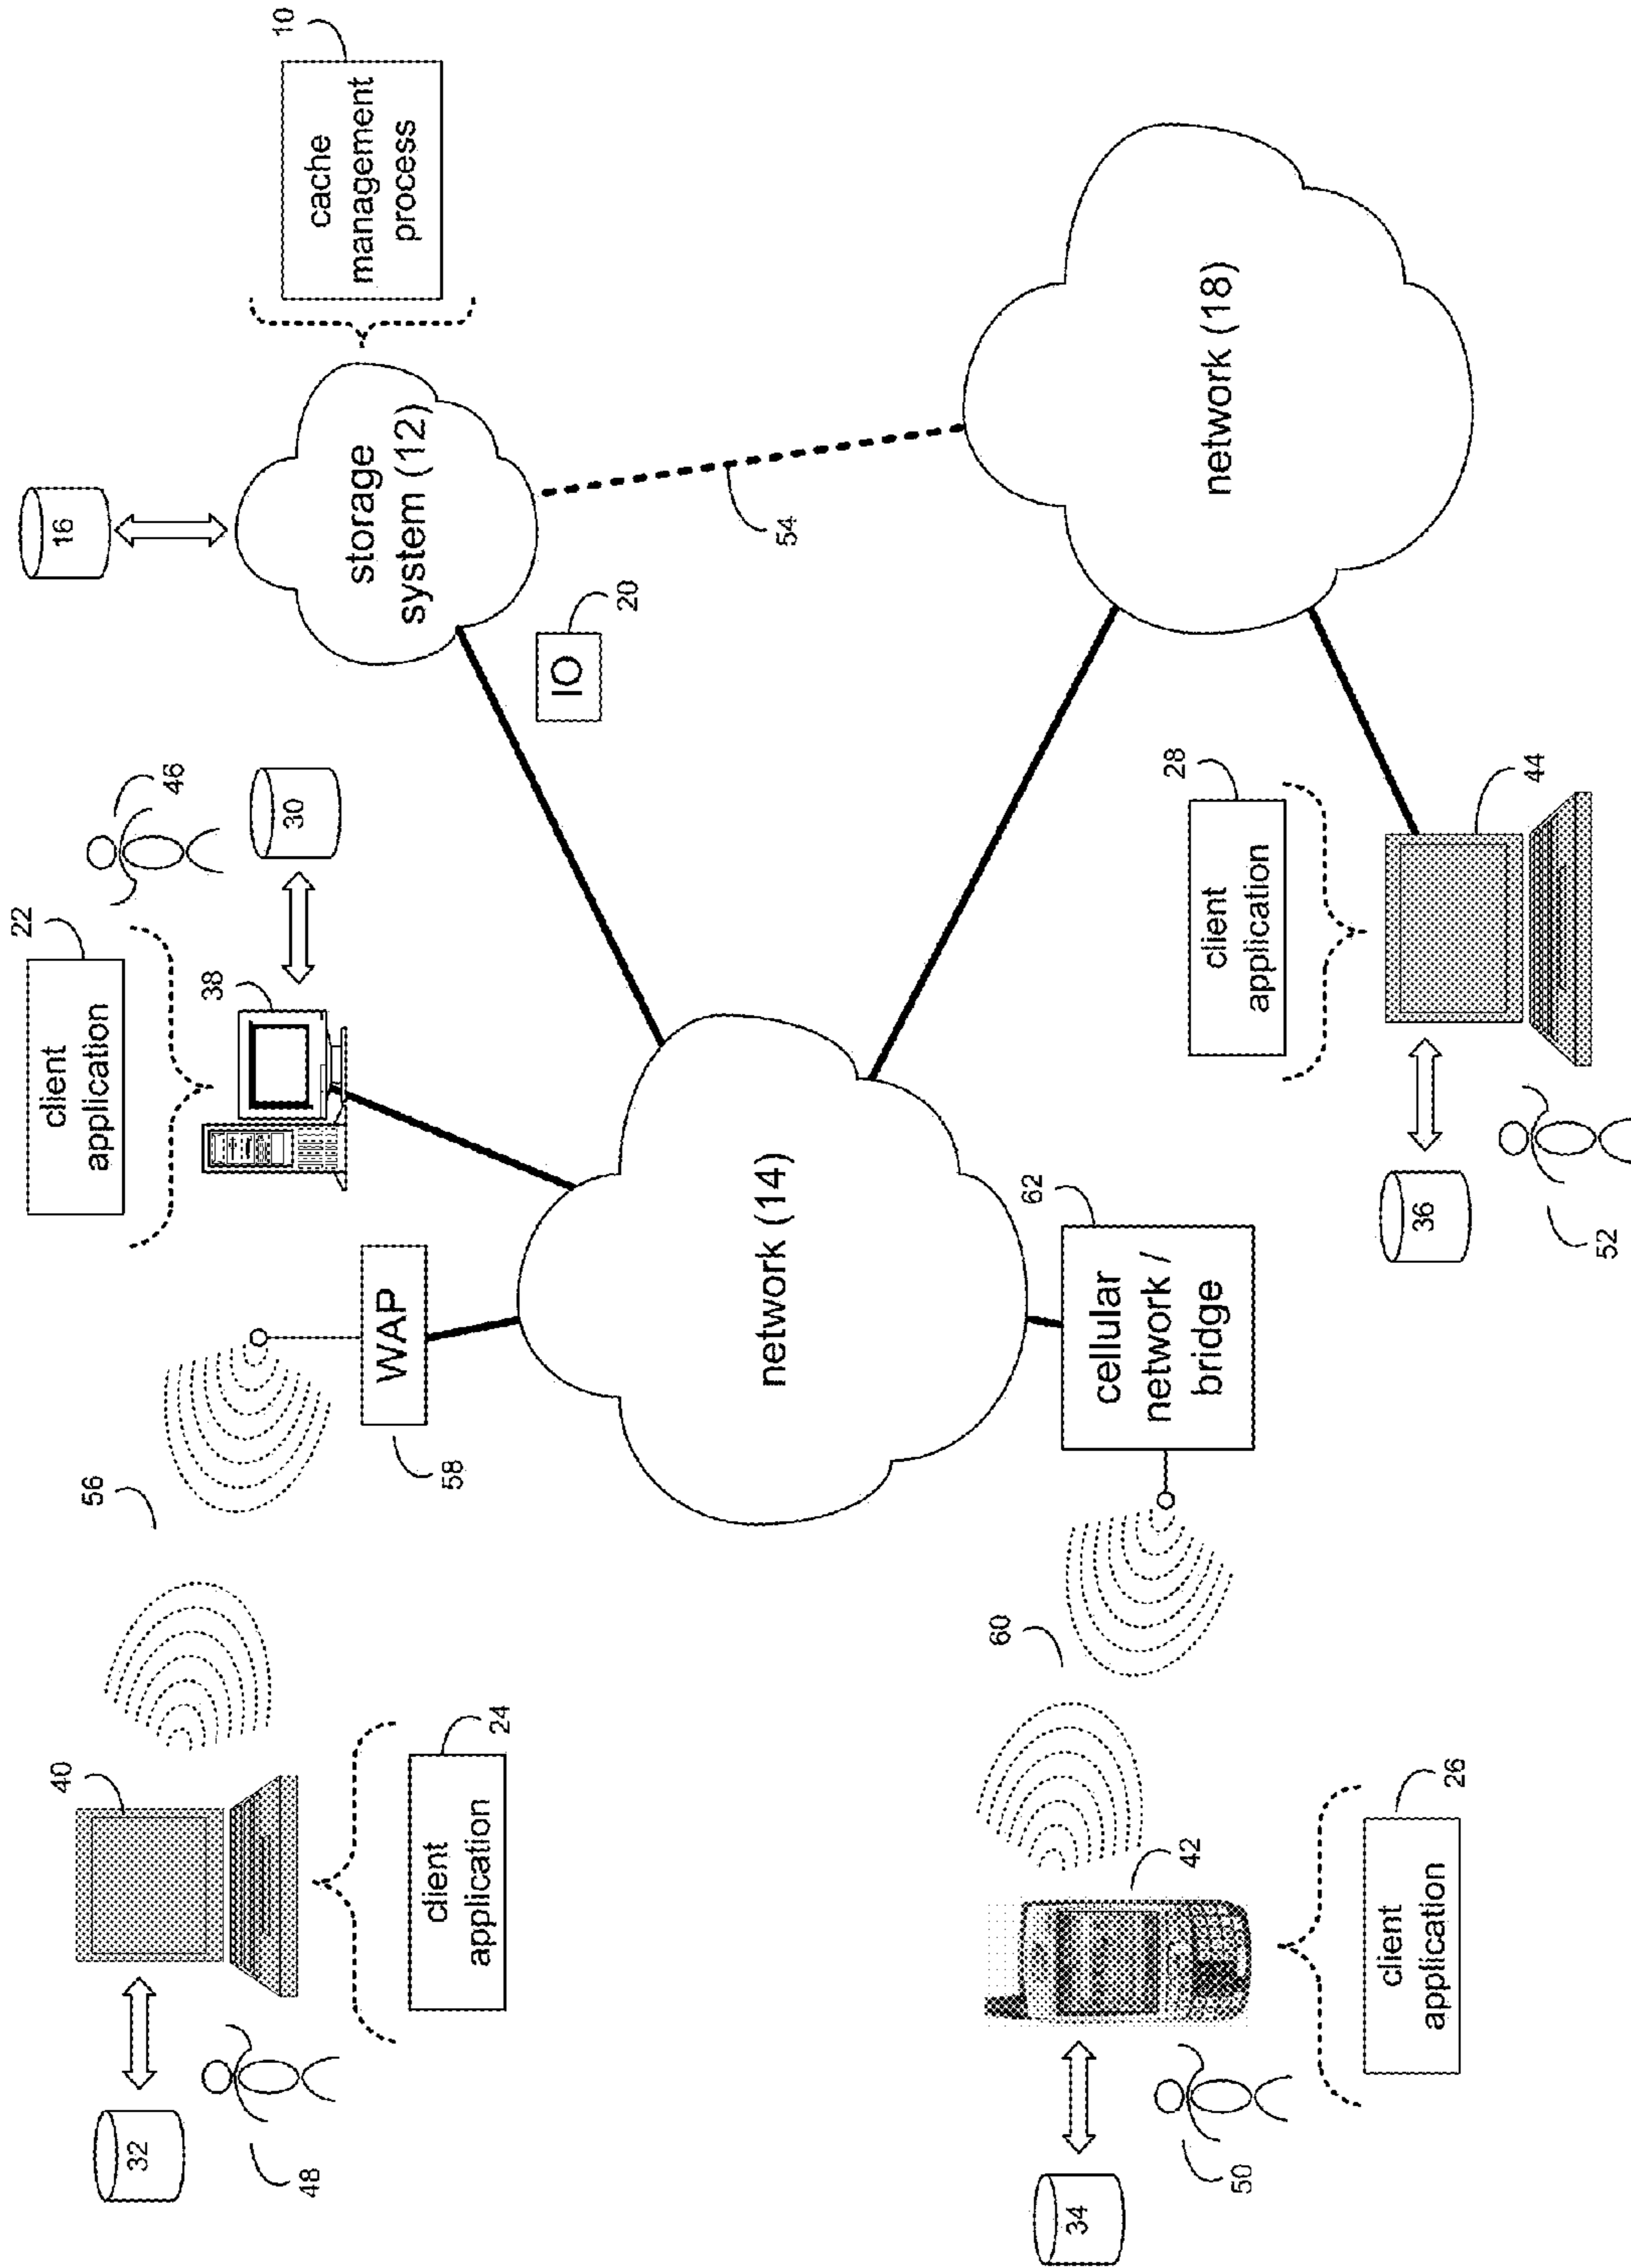 32
48
40
client
application
24
56
WAP
58
client
application
22
38
46
30
16
storage
system (12)
cache
management
process
10
IO
20
54
network (14)
network (18)
34
50
42
client
application
26
60
cellular
network /
bridge
62
36
52
client
application
28
44